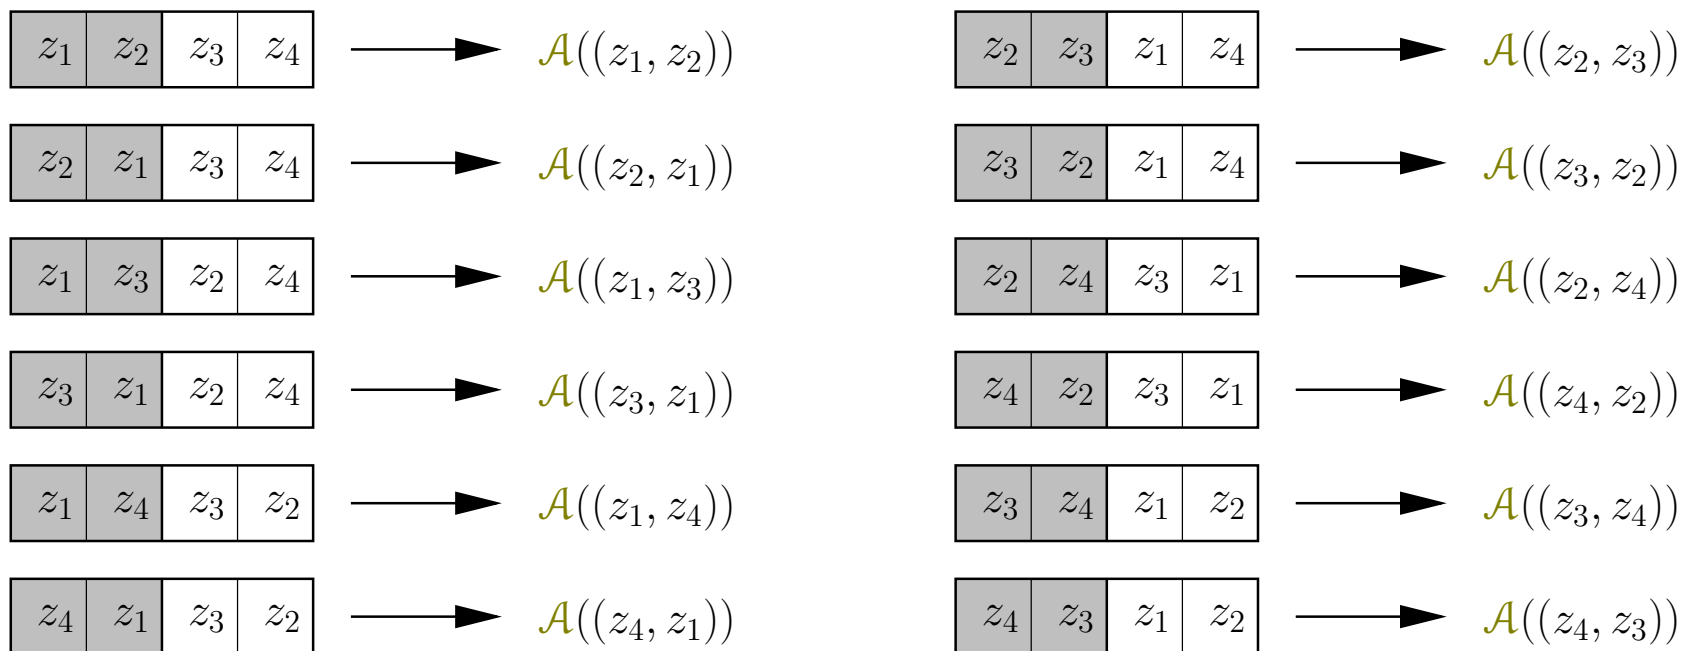 z₁ z₂ z₃ z₄ 𝒜((z₁, z₂)) z₂ z₃ z₁ z₄ 𝒜((z₂, z₃))
z₂ z₁ z₃ z₄ 𝒜((z₂, z₁)) z₃ z₂ z₁ z₄ 𝒜((z₃, z₂))
z₁ z₃ z₂ z₄ 𝒜((z₁, z₃)) z₂ z₄ z₃ z₁ 𝒜((z₂, z₄))
z₃ z₁ z₂ z₄ 𝒜((z₃, z₁)) z₄ z₂ z₃ z₁ 𝒜((z₄, z₂))
z₁ z₄ z₃ z₂ 𝒜((z₁, z₄)) z₃ z₄ z₁ z₂ 𝒜((z₃, z₄))
z₄ z₁ z₃ z₂ 𝒜((z₄, z₁)) z₄ z₃ z₁ z₂ 𝒜((z₄, z₃))